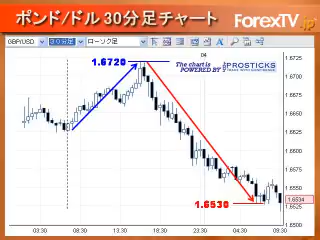 ポンド/ドル 30分足チャート
ForexTV.jp
GBP/USD 30分足 ローソク足
04
1.6720
The chart is
POWERED BY
PROSTICKS
TRADE WITH CONFIDENCE
1.6725
1.6700
1.6675
1.6650
1.6625
1.6600
1.6575
1.6550
1.6530
1.6534
1.6525
1.6500
03:30 08:30 13:30 18:30 23:30 04:30 09:30